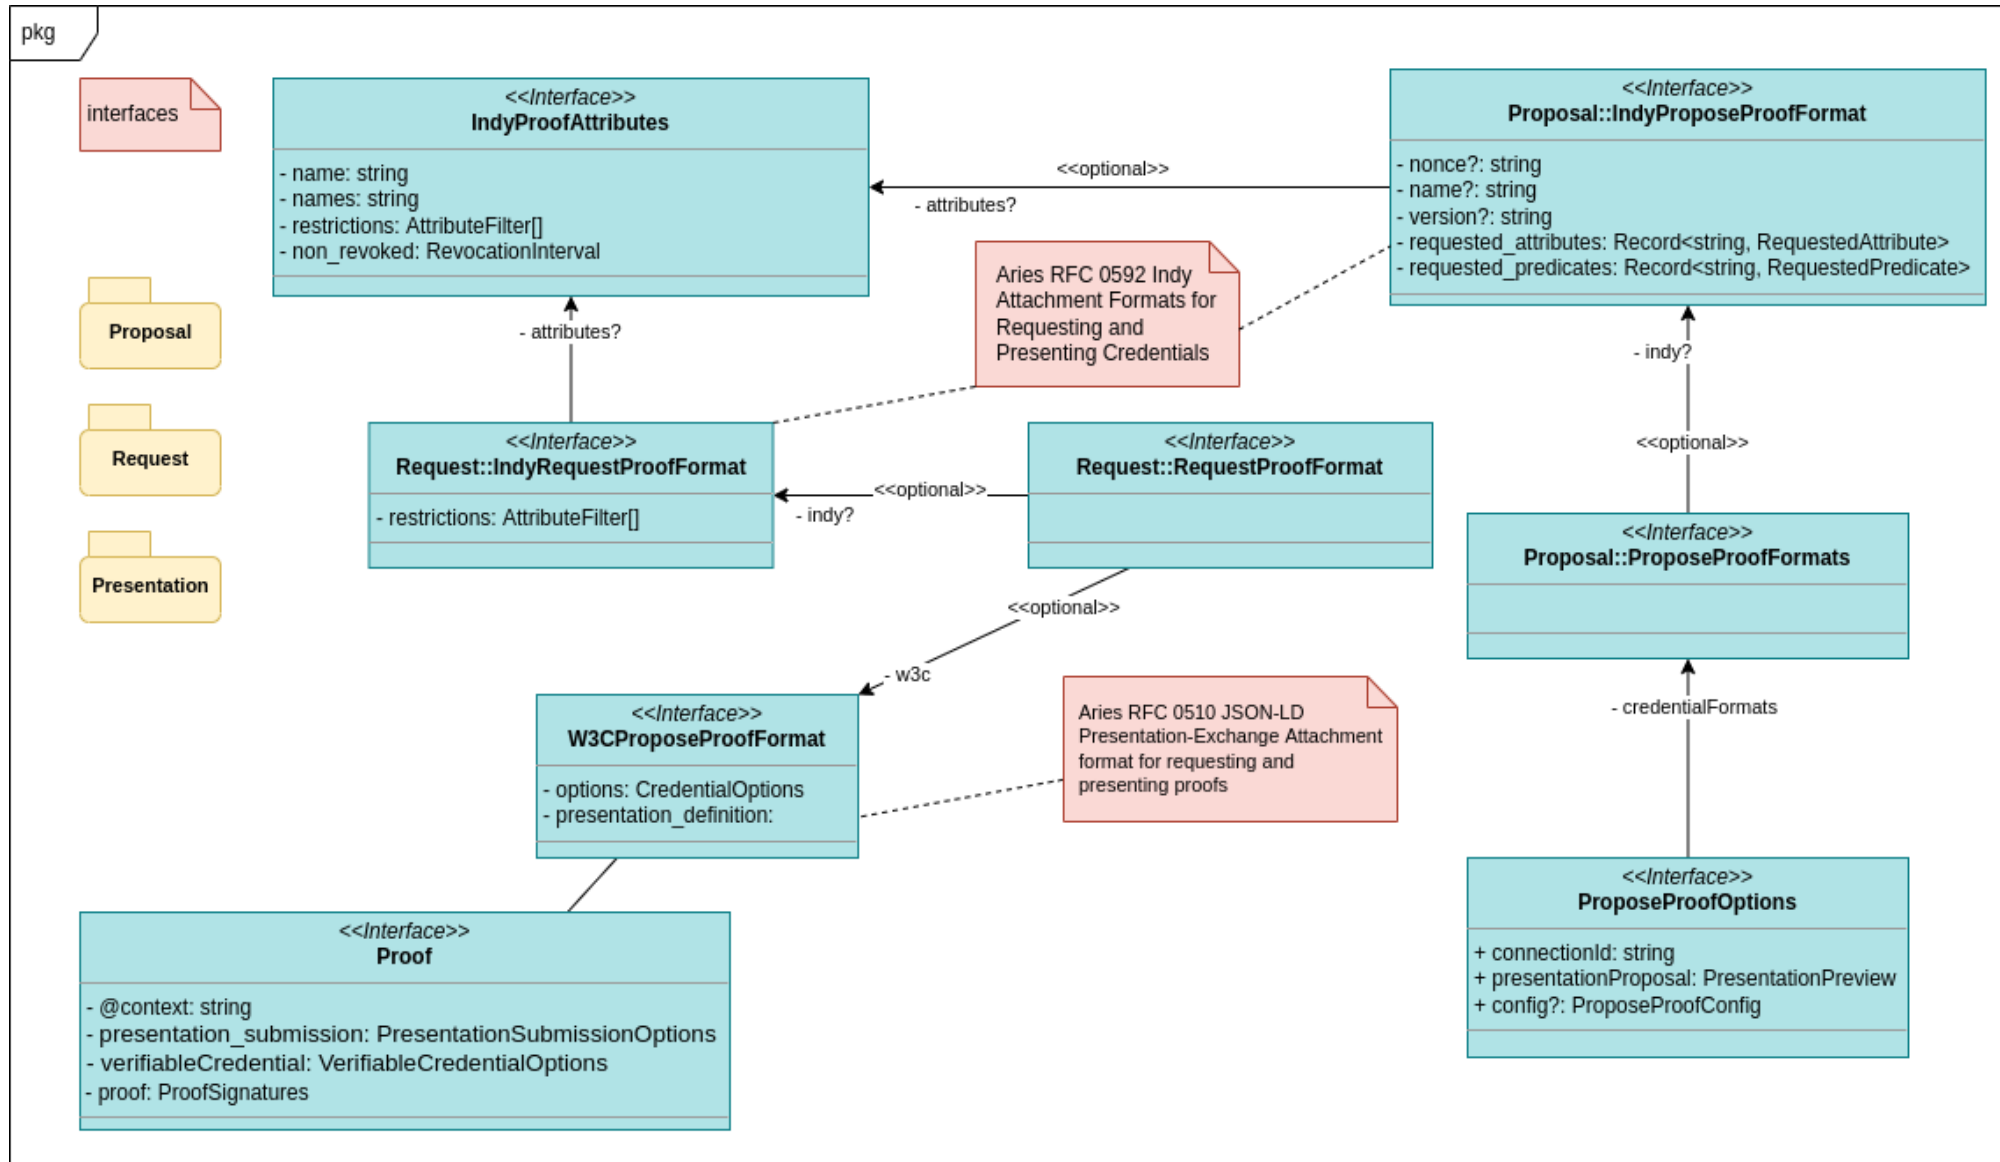 pkg
interfaces
<<Interface>>
IndyProofAttributes
- name: string
- names: string
- restrictions: AttributeFilter[]
- non_revoked: RevocationInterval
<<optional>>
- attributes?
<<Interface>>
Proposal::IndyProposeProofFormat
- nonce?: string
- name?: string
- version?: string
- requested_attributes: Record<string, RequestedAttribute>
- requested_predicates: Record<string, RequestedPredicate>
Aries RFC 0592 Indy
Attachment Formats for
Requesting and
Presenting Credentials
Proposal
- attributes?
- indy?
<<optional>>
Request
<<Interface>>
Request::IndyRequestProofFormat
- restrictions: AttributeFilter[]
<<optional>>
- indy?
<<Interface>>
Request::RequestProofFormat
<<Interface>>
Proposal::ProposeProofFormats
Presentation
<<optional>>
- w3c
<<Interface>>
W3CProposeProofFormat
- options: CredentialOptions
- presentation_definition:
Aries RFC 0510 JSON-LD
Presentation-Exchange Attachment
format for requesting and
presenting proofs
- credentialFormats
<<Interface>>
ProposeProofOptions
+ connectionId: string
+ presentationProposal: PresentationPreview
+ config?: ProposeProofConfig
<<Interface>>
Proof
- @context: string
- presentation_submission: PresentationSubmissionOptions
- verifiableCredential: VerifiableCredentialOptions
- proof: ProofSignatures